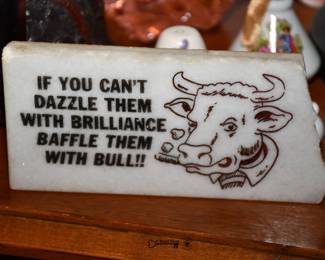 IF YOU CAN'T
DAZZLE THEM
WITH BRILLIANCE
BAFFLE THEM
WITH BULL!!